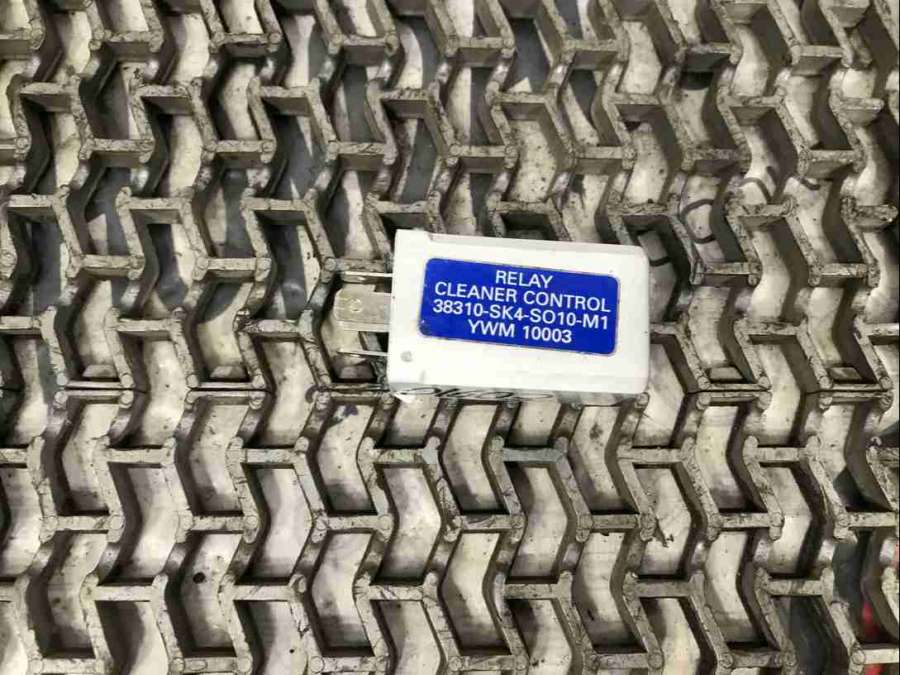 RELAY
CLEANER CONTROL
38310-SK4-SO10-M1
YWM 10003